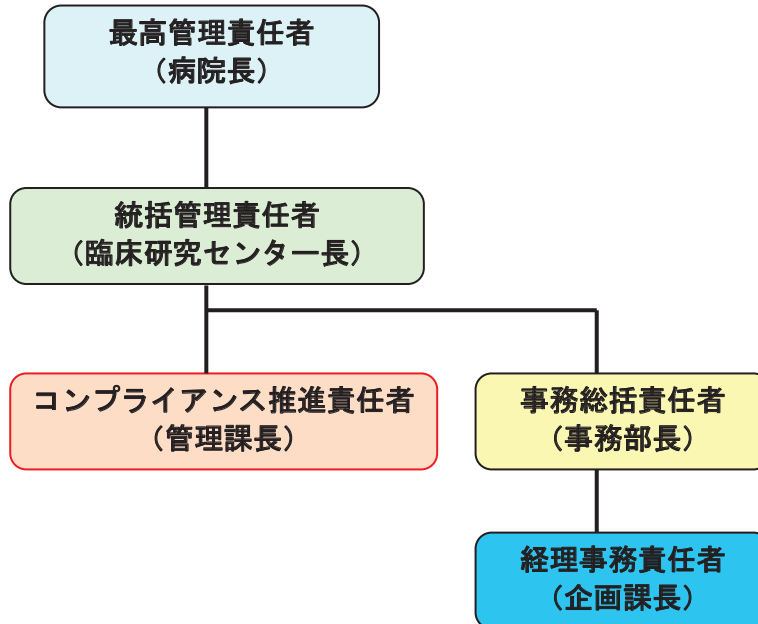 最高管理責任者
（病院長）
統括管理責任者
（臨床研究センター長）
コンプライアンス推進責任者
（管理課長）
事務総括責任者
（事務部長）
経理事務責任者
（企画課長）